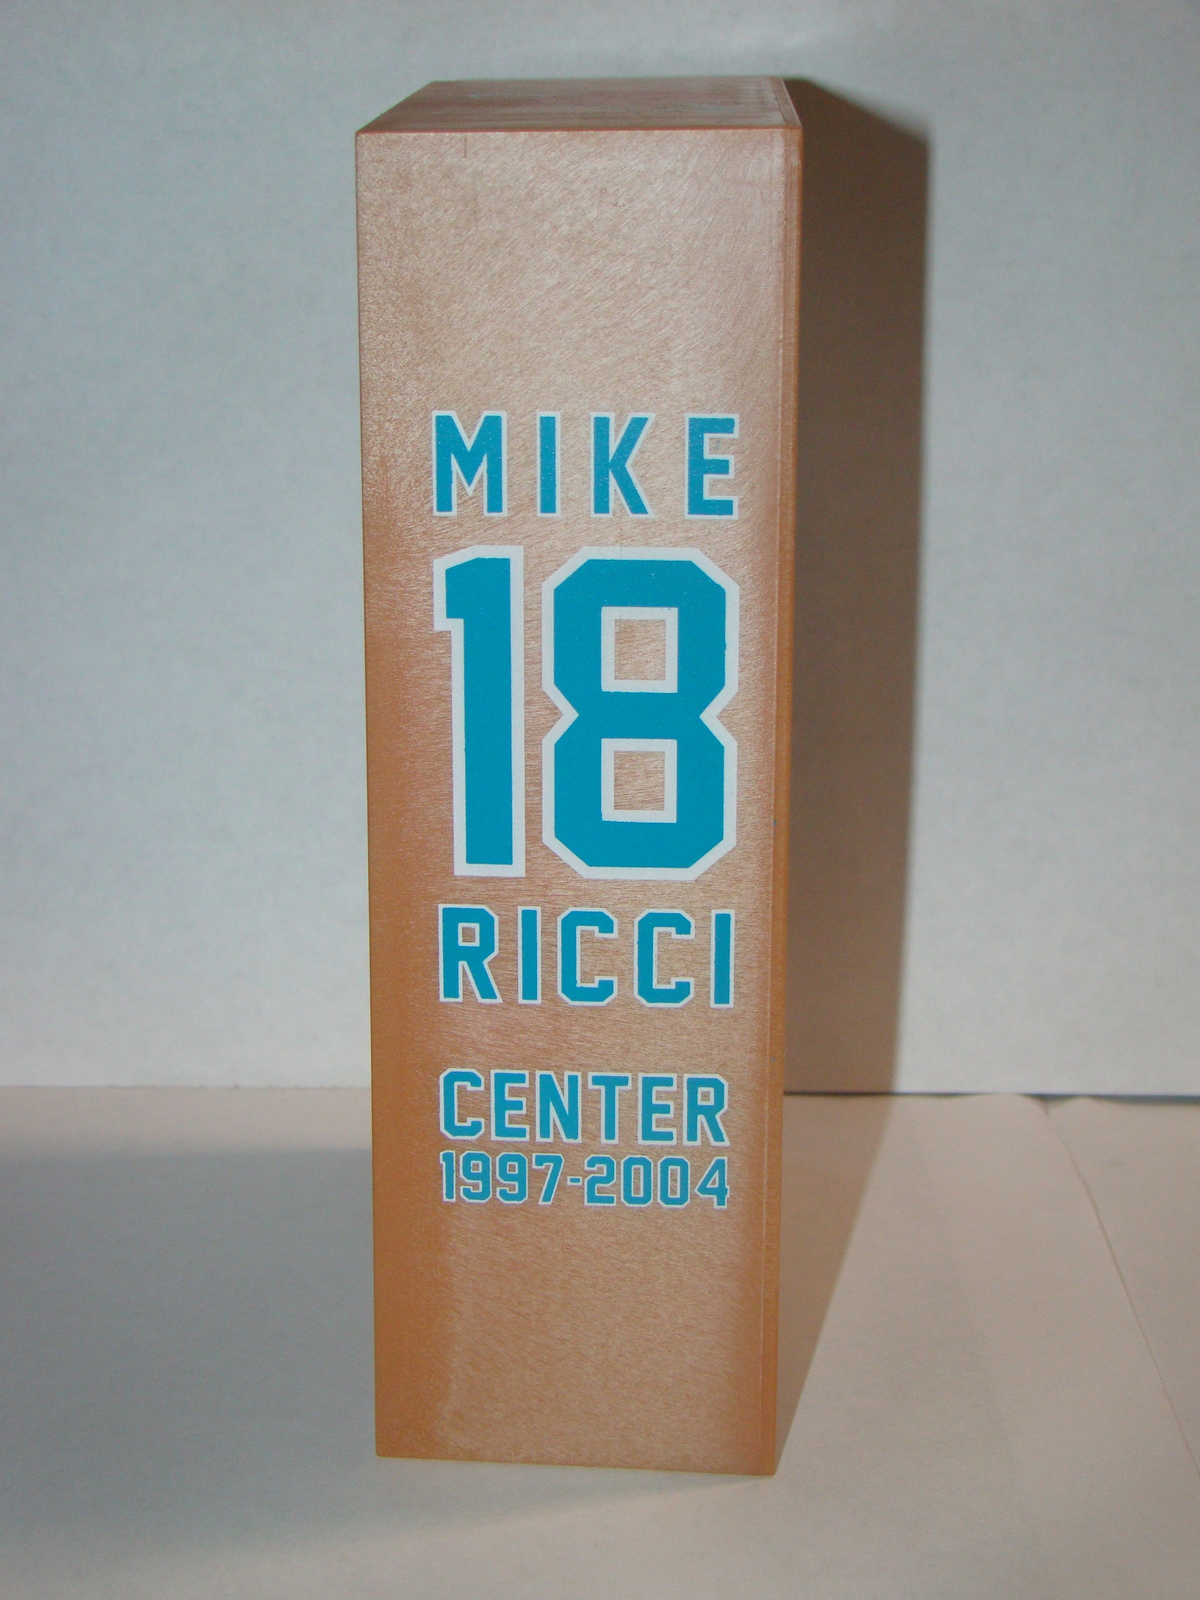 MIKE
18
RICCI
CENTER
1997-2004